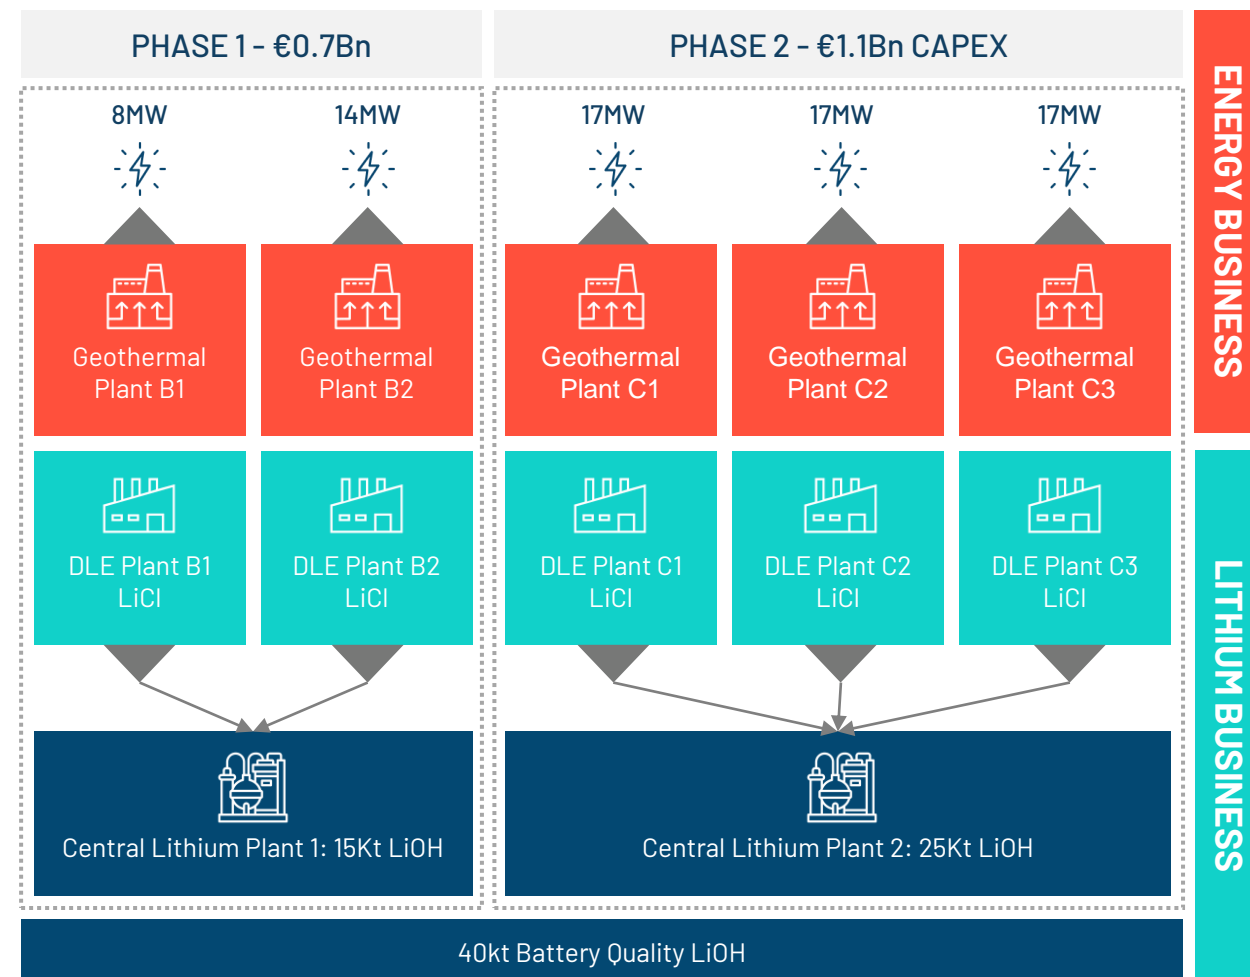 PHASE 1 - €0.7Bn
PHASE 2 - €1.1Bn CAPEX
8MW
14MW
17MW
17MW
17MW
Geothermal
Plant B1
Geothermal
Plant B2
Geothermal
Plant C1
Geothermal
Plant C2
Geothermal
Plant C3
ENERGY BUSINESS
DLE Plant B1
LiCl
DLE Plant B2
LiCl
DLE Plant C1
LiCl
DLE Plant C2
LiCl
DLE Plant C3
LiCl
Central Lithium Plant 1: 15Kt LiOH
Central Lithium Plant 2: 25Kt LiOH
LITHIUM BUSINESS
40kt Battery Quality LiOH